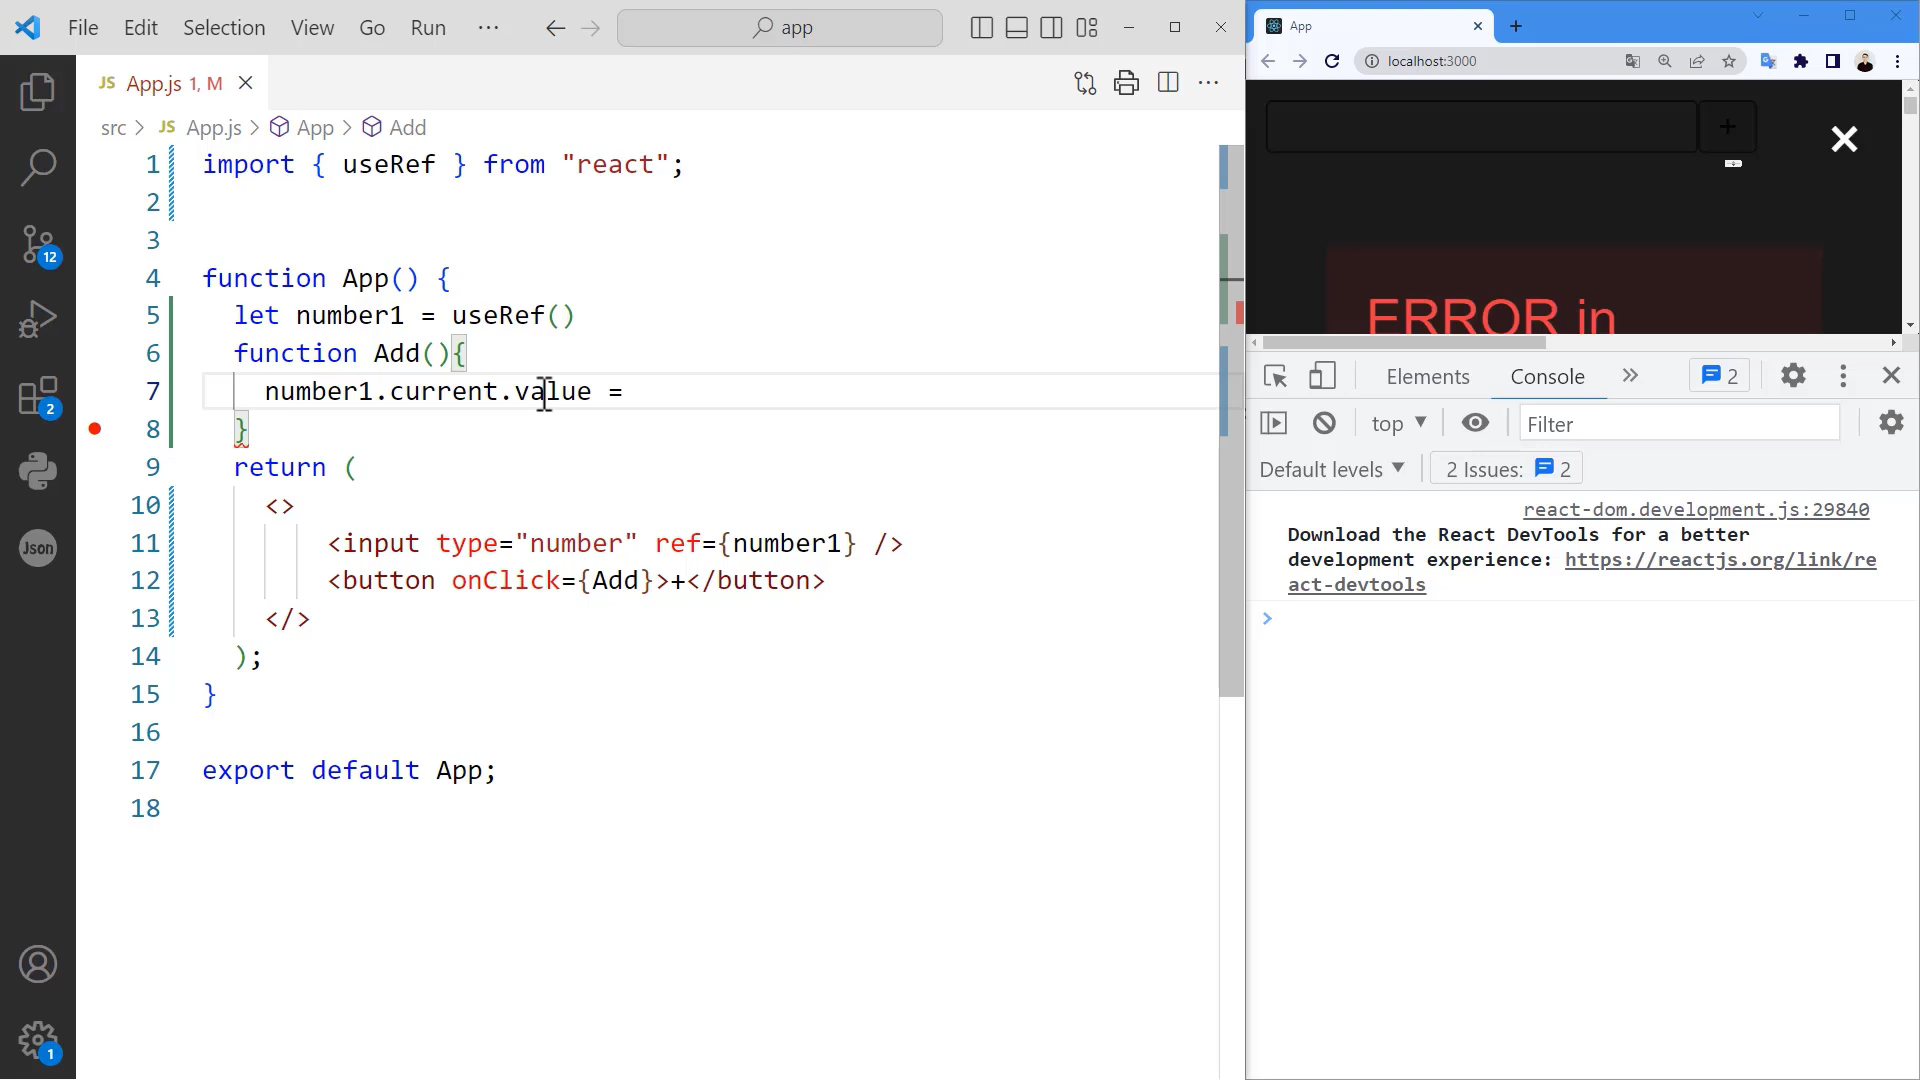 File Edit Selection View Go Run ··· app
JS App.js 1, M
src > JS App.js > App > Add
1 import { useRef } from "react";
2
3
4 function App() {
5 let number1 = useRef()
6 function Add(){
7 number1.current.value =
8 }
9 return (
10 <>
11 <input type="number" ref={number1} />
12 <button onClick={Add}>+</button>
13 </>
14 );
15 }
16
17 export default App;
18
12
2
Json
1
App
localhost:3000
+
ERROR in
Elements Console 2
top Filter
Default levels 2 Issues: 2
react-dom.development.js:29840
Download the React DevTools for a better
development experience: https://reactjs.org/link/re
act-devtools